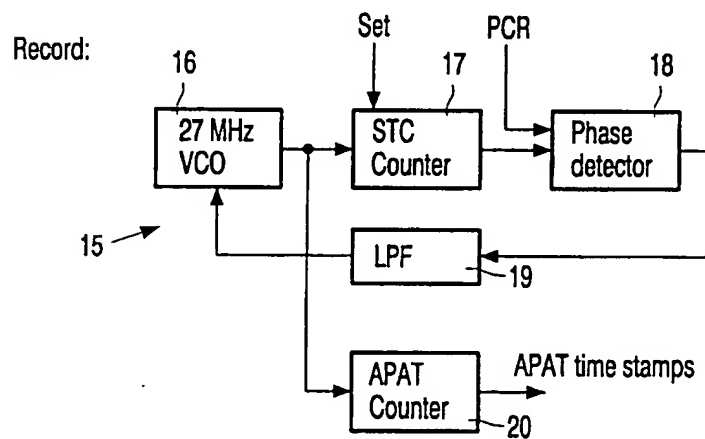 Record:
Set
PCR
16
17
18
27 MHz
VCO
STC
Counter
Phase
detector
15
LPF
19
APAT
Counter
APAT time stamps
20